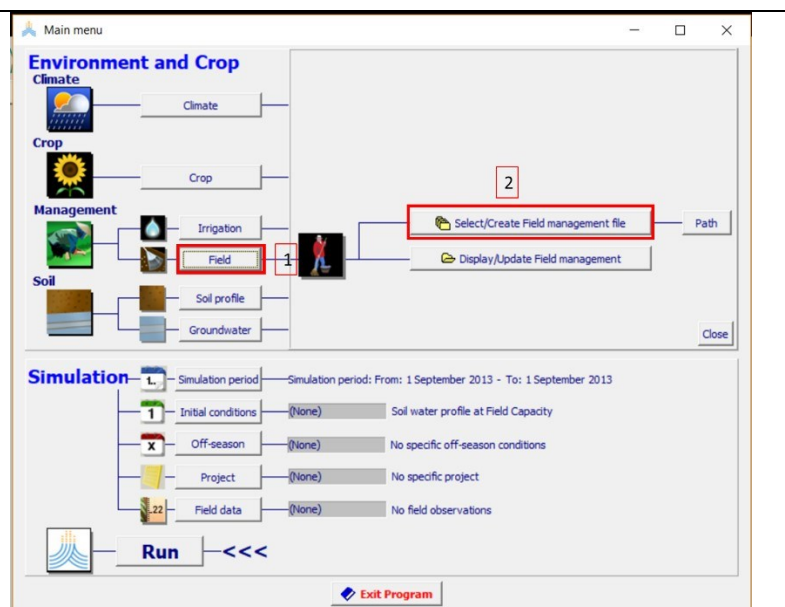 Main menu
Environment and Crop
Climate
Climate
Crop
Crop
2
Management
Irrigation
Select/Create Field management file
Path
Field
1
Display/Update Field management
Soil
Soil profile
Groundwater
Close
Simulation
1..
Simulation period
Simulation period: From: 1 September 2013 - To: 1 September 2013
1
Initial conditions
(None)
Soil water profile at Field Capacity
X
Off-season
(None)
No specific off-season conditions
Project
(None)
No specific project
.22
Field data
(None)
No field observations
Run
<<<
Exit Program